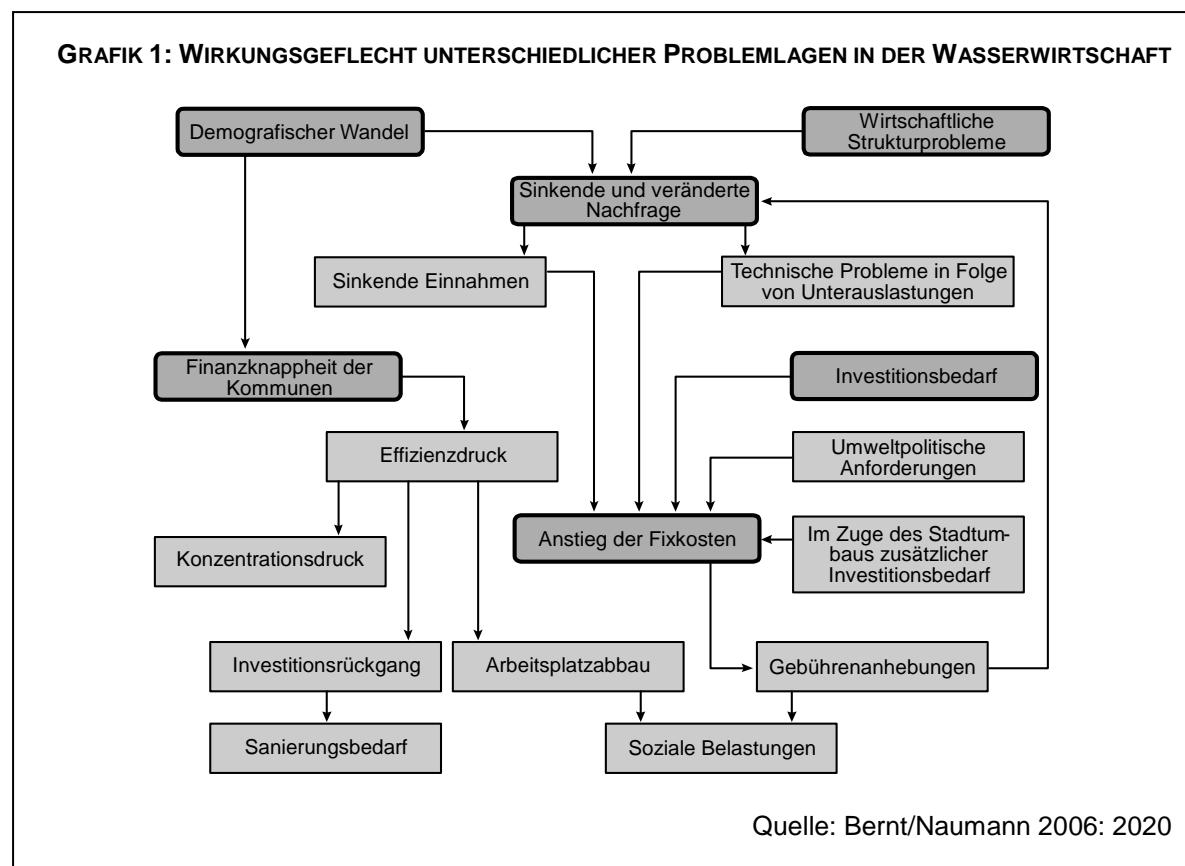 GRAFIK 1: WIRKUNGSGEFLECHT UNTERSCHIEDLICHER PROBLEMLAGEN IN DER WASSERWIRTSCHAFT
Demografischer Wandel
Wirtschaftliche
Strukturprobleme
Sinkende und veränderte
Nachfrage
Sinkende Einnahmen
Technische Probleme in Folge
von Unterauslastungen
Finanzknappheit der
Kommunen
Investitionsbedarf
Effizienzdruck
Umweltpolitische
Anforderungen
Konzentrationsdruck
Anstieg der Fixkosten
Im Zuge des Stadtum-
baus zusätzlicher
Investitionsbedarf
Investitionsrückgang
Arbeitsplatzabbau
Gebührenanhebungen
Sanierungsbedarf
Soziale Belastungen
Quelle: Bernt/Naumann 2006: 2020